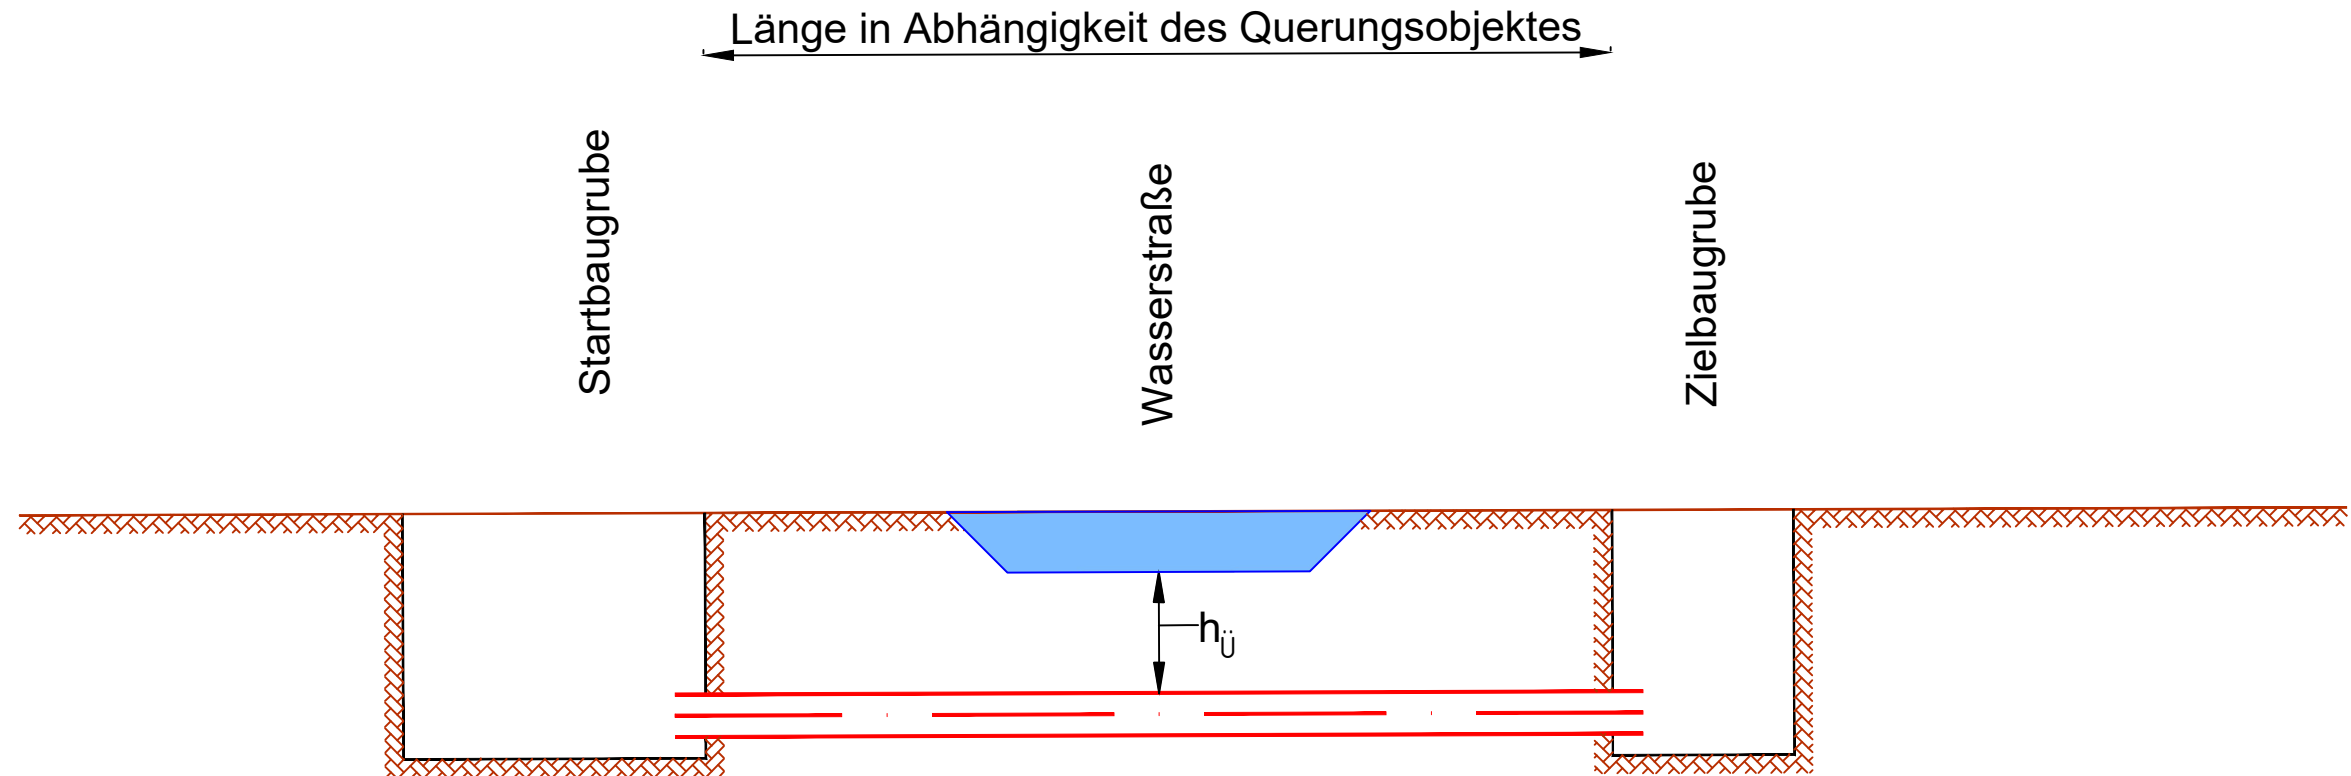 Länge in Abhängigkeit des Querungsobjektes
Startbaugrube
Wasserstraße
Zielbaugrube
hÜ